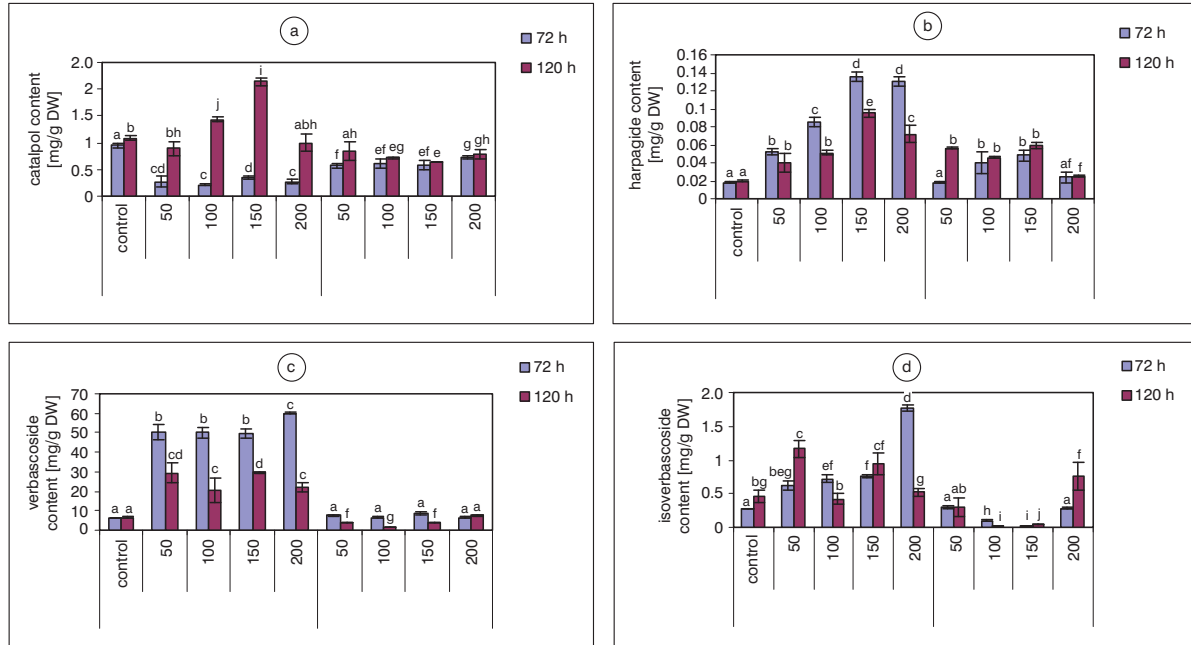 a
72 h
120 h
catalpol content
[mg/g DW]
2.0
2
1.5
1
0.5
0
a b cd bh c j d i c abh f ah ef eg ef e g gh
control 50 100 150 200 50 100 150 200
b
72 h
120 h
harpagide content
[mg/g DW]
0.16
0.14
0.12
0.1
0.08
0.06
0.04
0.02
0
a a b b c b d e d c a b b b b b af f
control 50 100 150 200 50 100 150 200
c
72 h
120 h
verbascoside
content [mg/g DW]
70
60
50
40
30
20
10
0
a a b cd b c b d c c a f a g a f a a
control 50 100 150 200 50 100 150 200
d
72 h
120 h
isoverbascoside
content [mg/g DW]
2.0
1.5
1
0.5
0
a bg beg c ef b f cf d g a ab h i i j a f
control 50 100 150 200 50 100 150 200